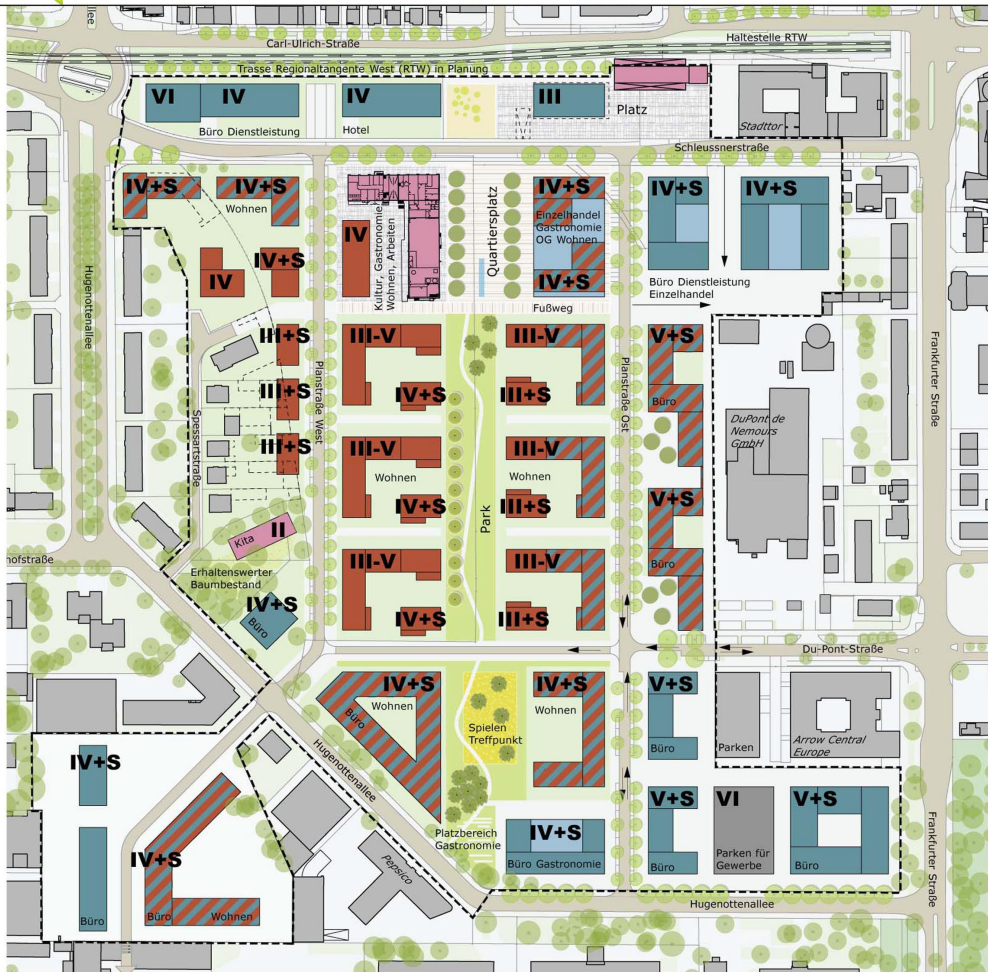 allee
Carl-Ulrich-Straße
Haltestelle RTW
Trasse Regionaltangente West (RTW) in Planung
VI
IV
IV
III
Platz
Büro Dienstleistung
Hotel
Stadttor
Schleussnerstraße
IV+S
IV+S
Wohnen
IV+S
IV+S
IV+S
Einzelhandel
Gastronomie
OG Wohnen
IV+S
Quartiersplatz
Kultur, Gastronomie
Wohnen, Arbeiten
IV
IV
IV+S
Büro Dienstleistung
Einzelhandel
Fußweg
Hugenottenallee
Frankfurter Straße
III+S
III-V
III-V
V+S
Planstraße West
Planstraße Ost
III+S
IV+S
III+S
Büro
Spessartstraße
DuPont de
Nemours
GmbH
III+S
III-V
III-V
Wohnen
Wohnen
IV+S
III+S
V+S
Park
Kita
II
Büro
nofstraße
Erhaltenswerter
Baumbestand
III-V
III-V
IV+S
Büro
IV+S
III+S
Du-Pont-Straße
IV+S
Wohnen
Büro
IV+S
Wohnen
V+S
Büro
Spielen
Treffpunkt
Parken
Arrow Central
Europe
Hugenottenallee
IV+S
V+S
VI
V+S
Platzbereich
Gastronomie
IV+S
Büro Gastronomie
Büro
Parken für
Gewerbe
Büro
Frankfurter Straße
IV+S
Pepsico
Büro
Büro
Wohnen
Hugenottenallee